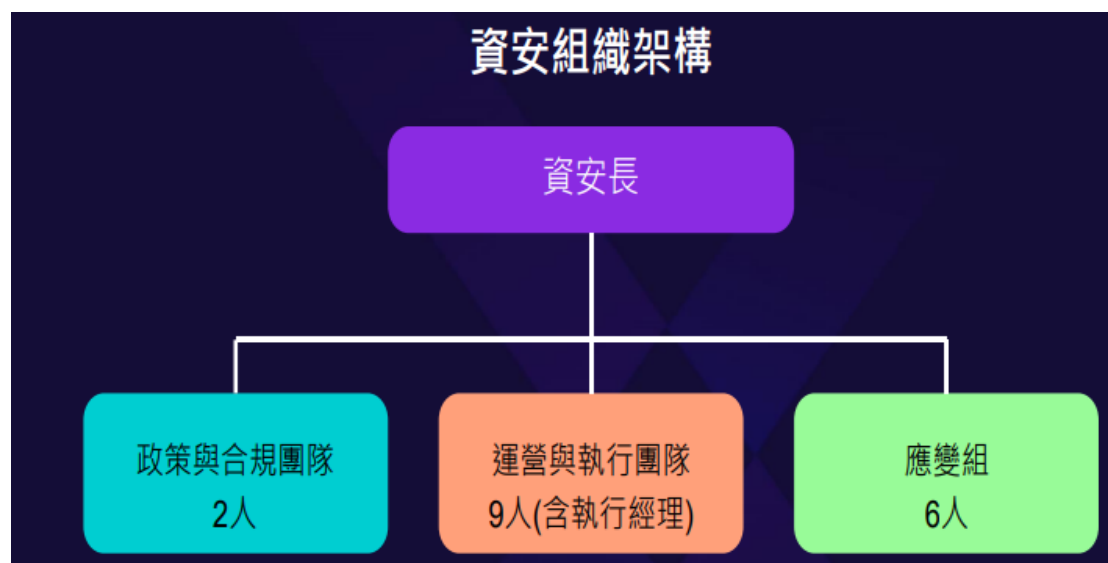 資安組織架構
資安長
政策與合規團隊
2人
運營與執行團隊
9人(含執行經理)
應變組
6人